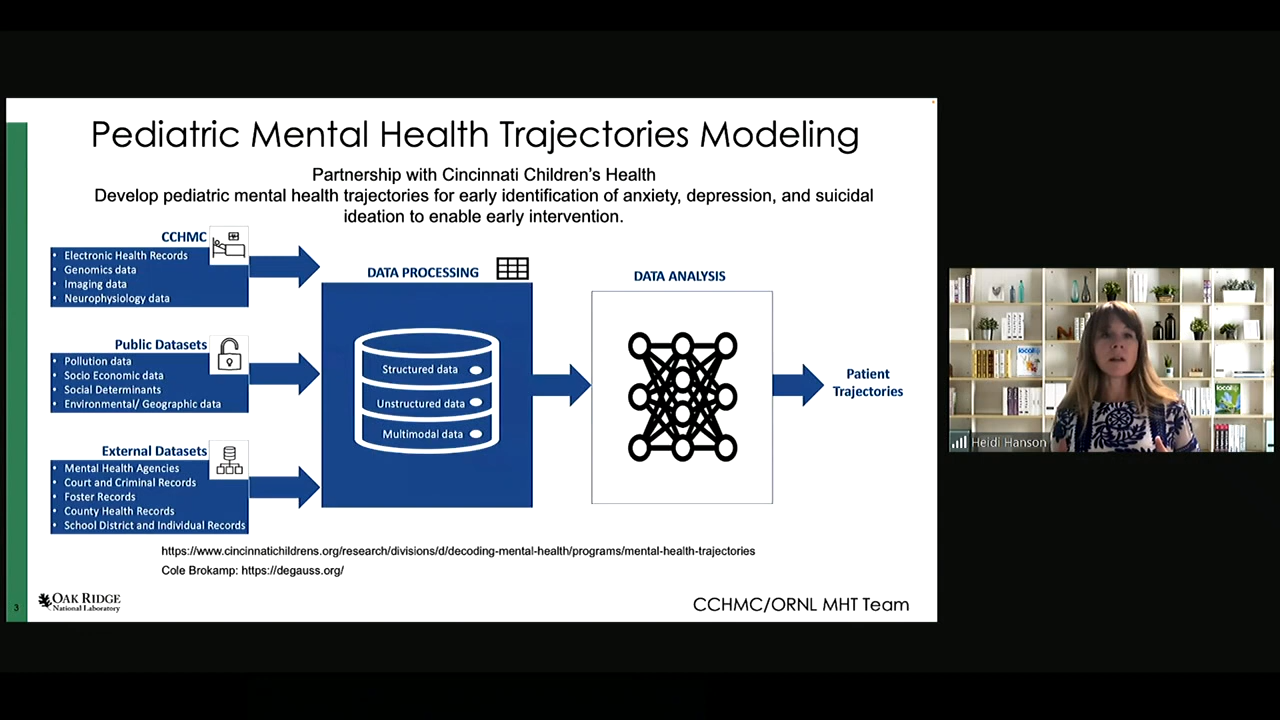 Pediatric Mental Health Trajectories Modeling
Partnership with Cincinnati Children's Health
Develop pediatric mental health trajectories for early identification of anxiety, depression, and suicidal
ideation to enable early intervention.
CCHMC
• Electronic Health Records
• Genomics data
• Imaging data
• Neurophysiology data
Public Datasets
• Pollution data
• Socio Economic data
• Social Determinants
• Environmental/ Geographic data
External Datasets
• Mental Health Agencies
• Court and Criminal Records
• Foster Records
• County Health Records
• School District and Individual Records
DATA PROCESSING
Structured data
Unstructured data
Multimodal data
DATA ANALYSIS
Patient
Trajectories
https://www.cincinnatichildrens.org/research/divisions/d/decoding-mental-health/programs/mental-health-trajectories
Cole Brokamp: https://degauss.org/
3
OAK RIDGE
National Laboratory
CCHMC/ORNL MHT Team
local
local
Heidi Hanson